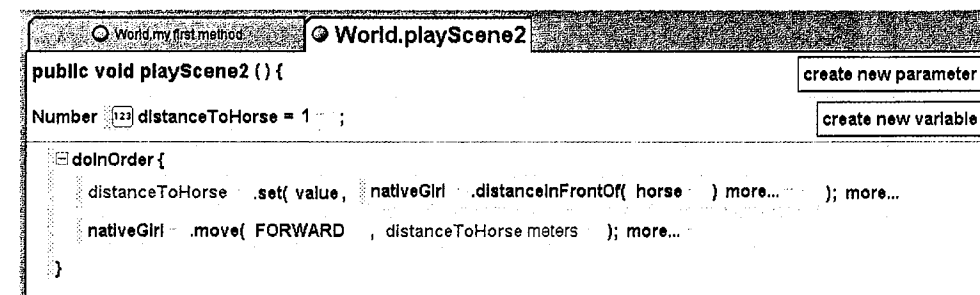 World.my first method World.playScene2
public void playScene2 () {
create new parameter
Number 123 distanceToHorse = 1 ;
create new variable
doInOrder {
distanceToHorse .set( value, nativeGirl .distanceInFrontOf( horse ) more... ); more...
nativeGirl .move( FORWARD , distanceToHorse meters ); more...
}